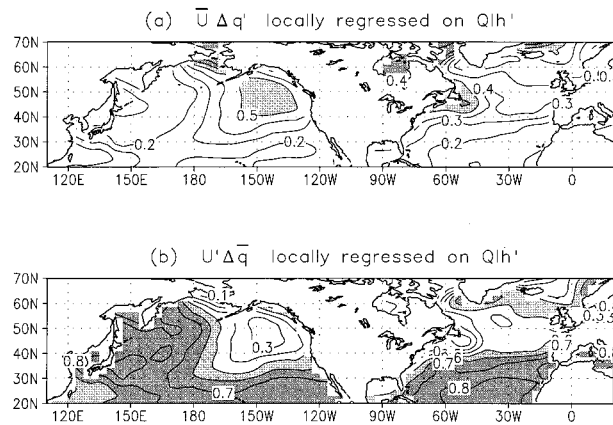 (a) U̅ Δq' locally regressed on Qlh'
70N
60N
50N
40N
30N
20N
0.4
0.5
0.2
0.2
0.4
0.3
0.3
0.2
120E 150E 180 150W 120W 90W 60W 30W 0
(b) U'Δq̅ locally regressed on Qlh'
70N
60N
50N
40N
30N
20N
0.1
0.8
0.3
0.7
0.7
0.7
0.8
120E 150E 180 150W 120W 90W 60W 30W 0